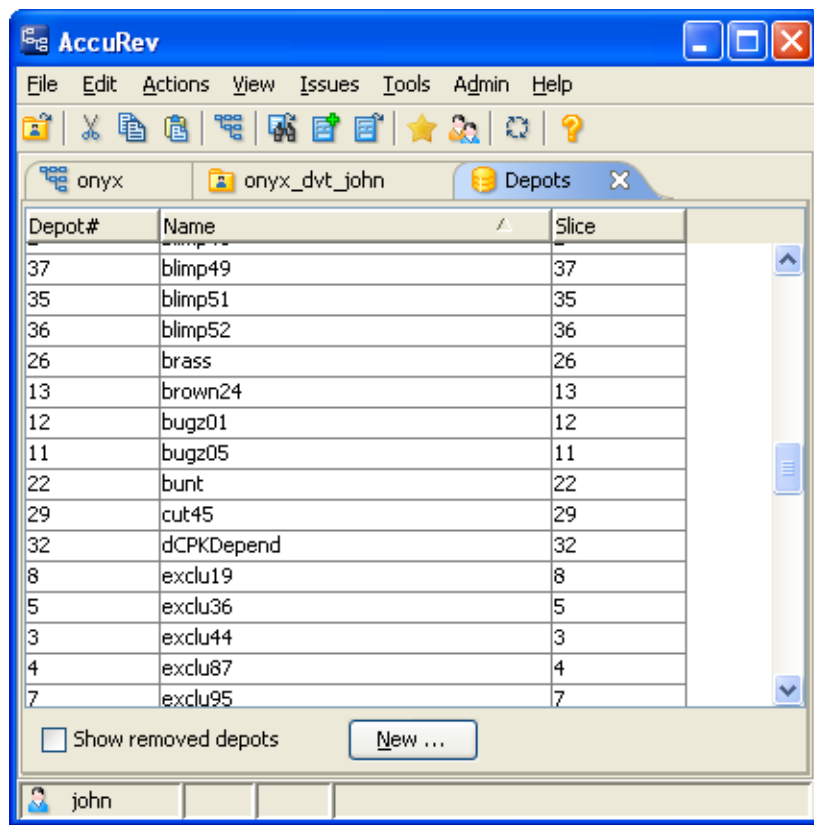 AccuRev
File Edit Actions View Issues Tools Admin Help
onyx onyx_dvt_john Depots
Depot# Name Slice
37 blimp49 37
35 blimp51 35
36 blimp52 36
26 brass 26
13 brown24 13
12 bugz01 12
11 bugz05 11
22 bunt 22
29 cut45 29
32 dCPKDepend 32
8 exclu19 8
5 exclu36 5
3 exclu44 3
4 exclu87 4
7 exclu95 7
Show removed depots New ...
john